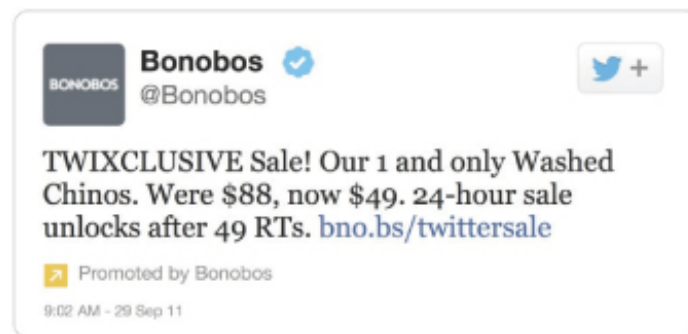 BONOBOS
Bonobos
@Bonobos
+
TWIXCLUSIVE Sale! Our 1 and only Washed
Chinos. Were $88, now $49. 24-hour sale
unlocks after 49 RTs. bno.bs/twittersale
Promoted by Bonobos
9:02 AM - 29 Sep 11